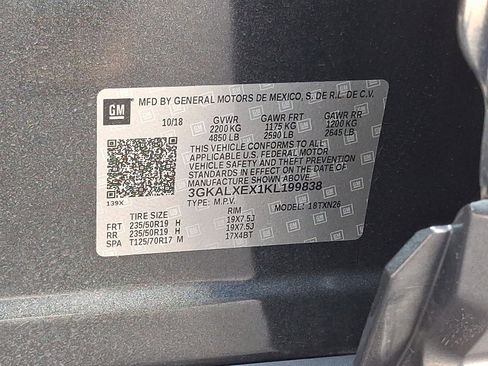 GM
MFD BY GENERAL MOTORS DE MEXICO, S. DE R.L. DE C.V.
10/18 GVWR GAWR FRT GAWR RR
2200 KG 1175 KG 1200 KG
4850 LB 2590 LB 2645 LB
THIS VEHICLE CONFORMS TO ALL
APPLICABLE U.S. FEDERAL MOTOR
VEHICLE SAFETY AND THEFT PREVENTION
STANDARDS IN EFFECT ON THE DATE OF
MANUFACTURE SHOWN ABOVE.
3GKALXEX1KL199838
139X TYPE: M.P.V. MODEL: 18TXN26
TIRE SIZE RIM
FRT 235/50R19 H 19X7.5J
RR 235/50R19 H 19X7.5J
SPA T125/70R17 M 17X4BT